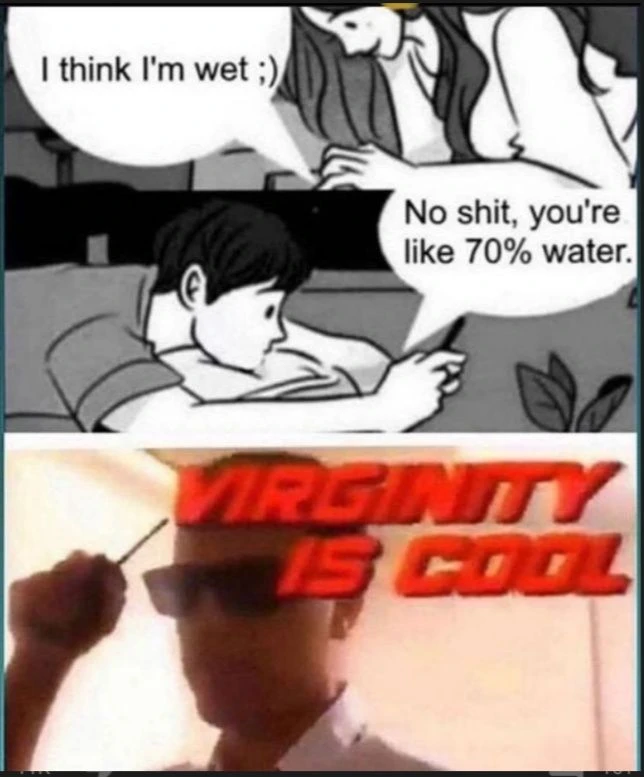 I think I'm wet ;)
No shit, you're
like 70% water.
VIRGINITY
IS COOL